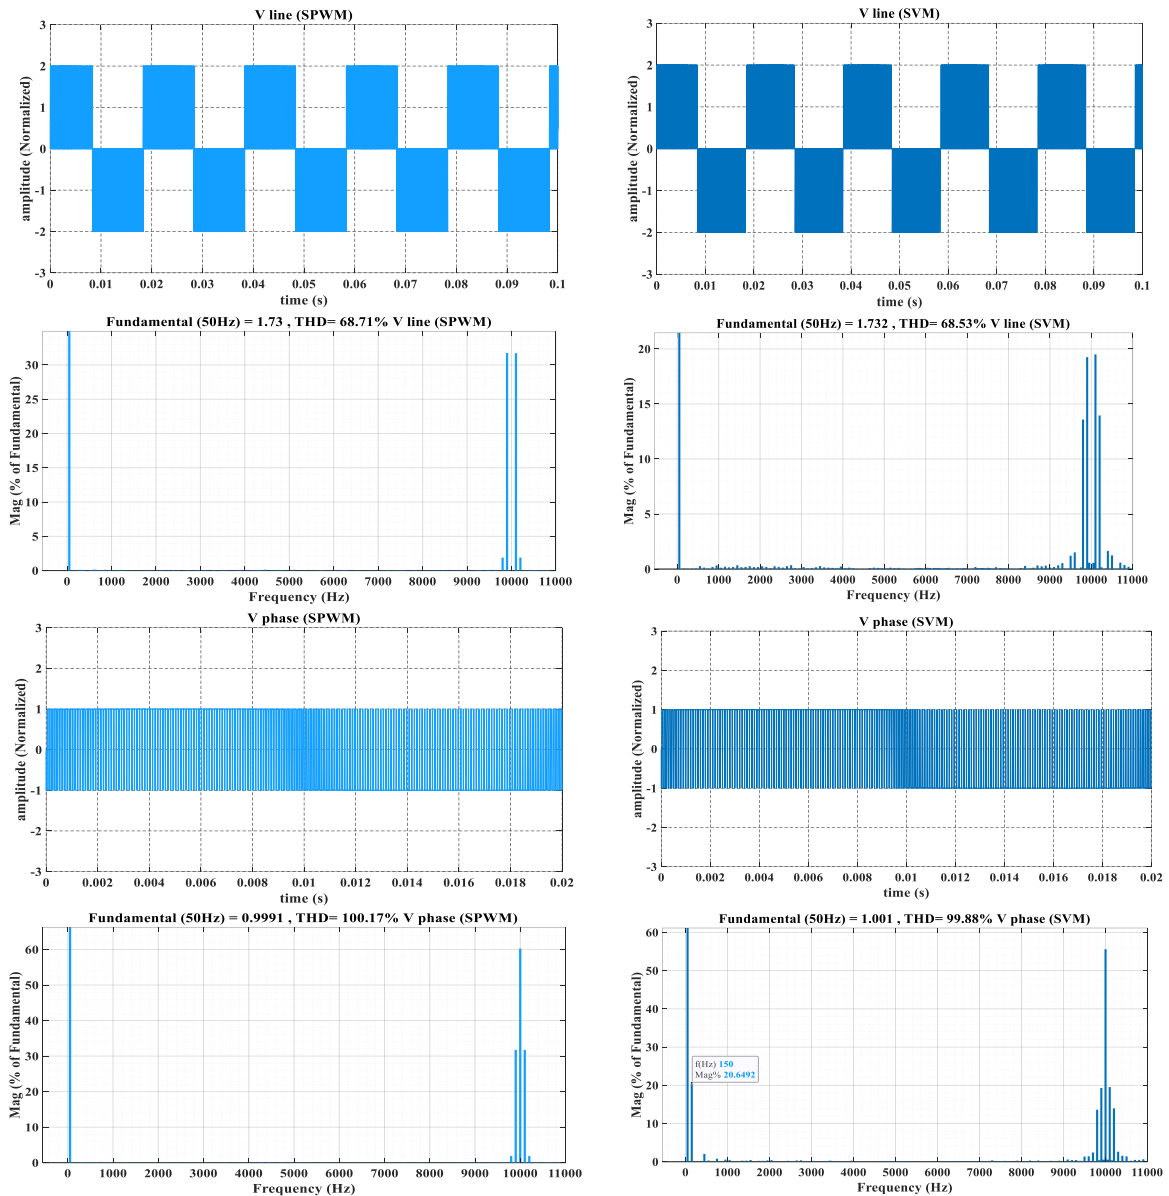 V line (SPWM)
3
2
1
0
-1
-2
-3
amplitude (Normalized)
0 0.01 0.02 0.03 0.04 0.05 0.06 0.07 0.08 0.09 0.1
time (s)
V line (SVM)
3
2
1
0
-1
-2
-3
amplitude (Normalized)
0 0.01 0.02 0.03 0.04 0.05 0.06 0.07 0.08 0.09 0.1
time (s)
Fundamental (50Hz) = 1.73 , THD= 68.71% V line (SPWM)
30
25
20
15
10
5
0
Mag (% of Fundamental)
0 1000 2000 3000 4000 5000 6000 7000 8000 9000 10000 11000
Frequency (Hz)
Fundamental (50Hz) = 1.732 , THD= 68.53% V line (SVM)
20
15
10
5
0
Mag (% of Fundamental)
0 1000 2000 3000 4000 5000 6000 7000 8000 9000 10000 11000
Frequency (Hz)
V phase (SPWM)
3
2
1
0
-1
-2
-3
amplitude (Normalized)
0 0.002 0.004 0.006 0.008 0.01 0.012 0.014 0.016 0.018 0.02
time (s)
V phase (SVM)
3
2
1
0
-1
-2
-3
amplitude (Normalized)
0 0.002 0.004 0.006 0.008 0.01 0.012 0.014 0.016 0.018 0.02
time (s)
Fundamental (50Hz) = 0.9991 , THD= 100.17% V phase (SPWM)
60
50
40
30
20
10
0
Mag (% of Fundamental)
0 1000 2000 3000 4000 5000 6000 7000 8000 9000 10000 11000
Frequency (Hz)
Fundamental (50Hz) = 1.001 , THD= 99.88% V phase (SVM)
60
50
40
30
20
10
0
Mag (% of Fundamental)
f(Hz) 150
Mag% 20.6492
0 1000 2000 3000 4000 5000 6000 7000 8000 9000 10000 11000
Frequency (Hz)